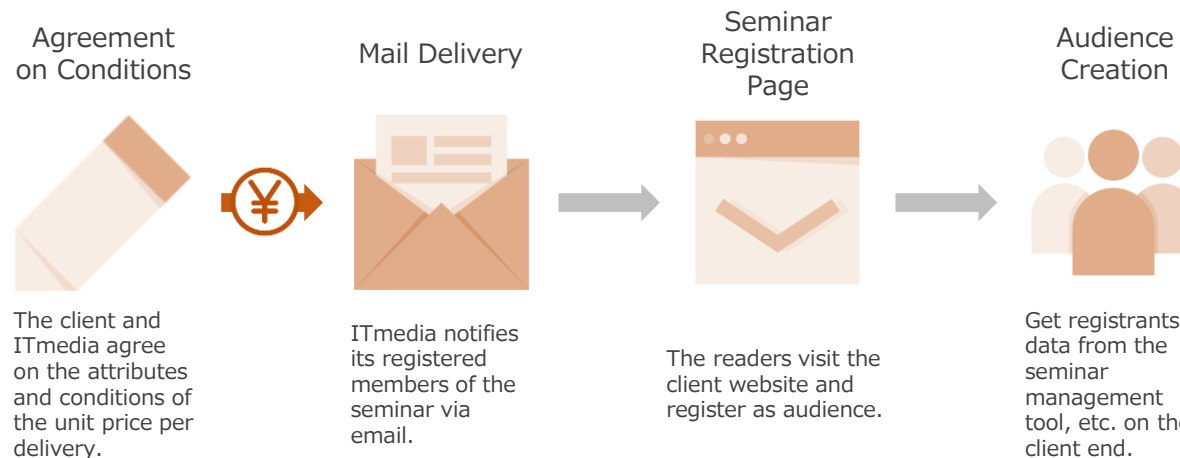 Agreement
on Conditions
Mail Delivery
Seminar
Registration
Page
Audience
Creation
¥
The client and
ITmedia agree
on the attributes
and conditions of
the unit price per
delivery.
ITmedia notifies
its registered
members of the
seminar via
email.
The readers visit the
client website and
register as audience.
Get registrants
data from the
seminar
management
tool, etc. on the
client end.